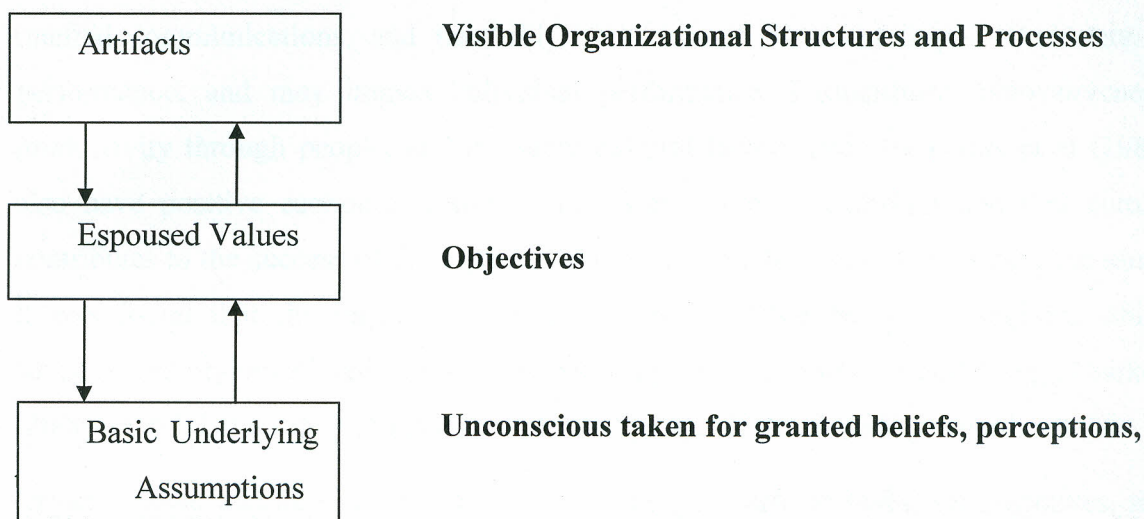 Artifacts
Visible Organizational Structures and Processes
Espoused Values
Objectives
Basic Underlying
Assumptions
Unconscious taken for granted beliefs, perceptions,